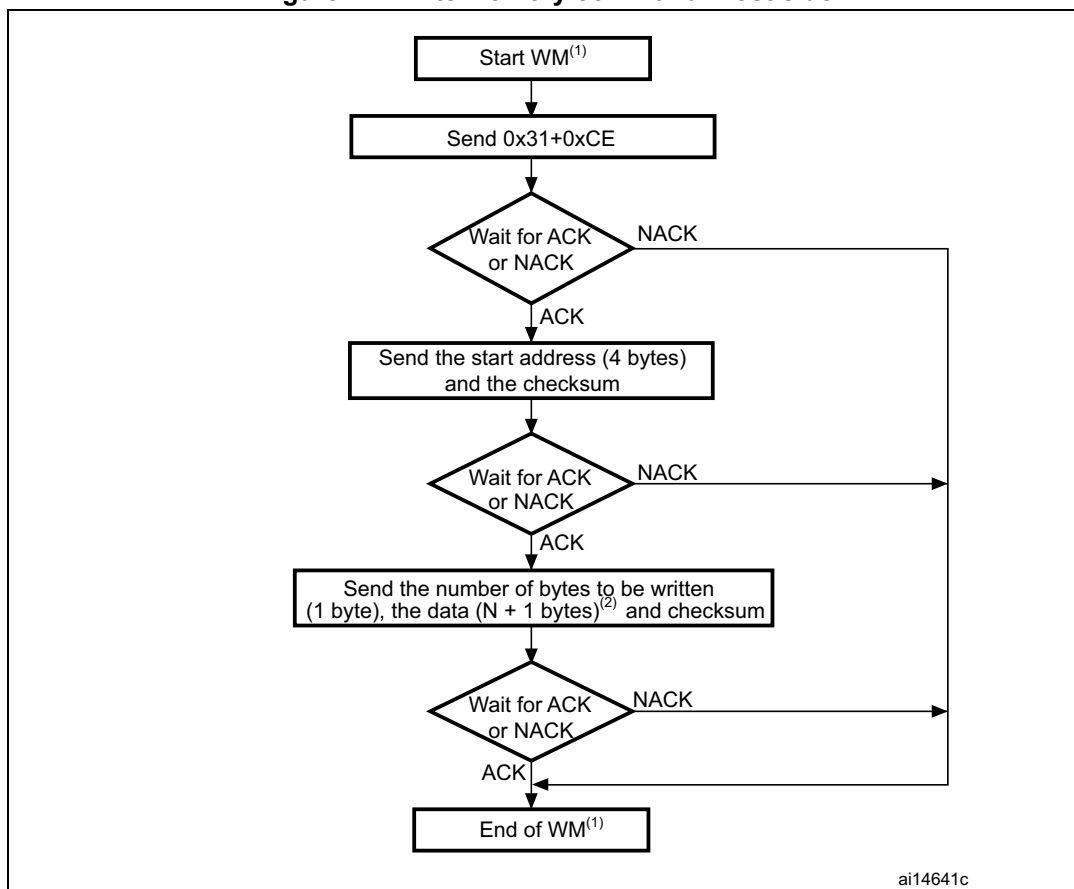 Start WM(1)
Send 0x31+0xCE
Wait for ACK
or NACK
NACK
ACK
Send the start address (4 bytes)
and the checksum
Wait for ACK
or NACK
NACK
ACK
Send the number of bytes to be written
(1 byte), the data (N + 1 bytes)(2) and checksum
Wait for ACK
or NACK
NACK
ACK
End of WM(1)
ai14641c